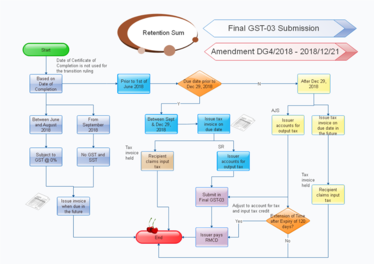 Retention Sum
Final GST-03 Submission
Amendment DG4/2018 - 2018/12/21
Start
Date of Certificate of
Completion is not used for
the transition ruling
Based on
Date of
Completion
Prior to 1st of
June 2018
Due date prior to
Dec 29, 2018
N
After Dec 29,
2018
Y
AJS
Between June
and August
2018
From
September
2018
Between Sept
& Dec 29,
2018
Issue tax
invoice on
due date
Issuer
accounts for
output tax
Issue tax
invoice on
due date in the
future
Subject to
GST @ 0%
No GST and
SST
Tax
invoice
held
SR
Recipient
claims input
tax
Issuer
accounts for
output tax
Tax
invoice
held
Recipient
claims input
tax
Issue invoice
when due in
the future
Submit in
Final GST-03
Adjust to account for tax
and input tax credit.
Extension of Time
after Expiry of 120
days?
Yes
End
Issuer pays
RMCD
No